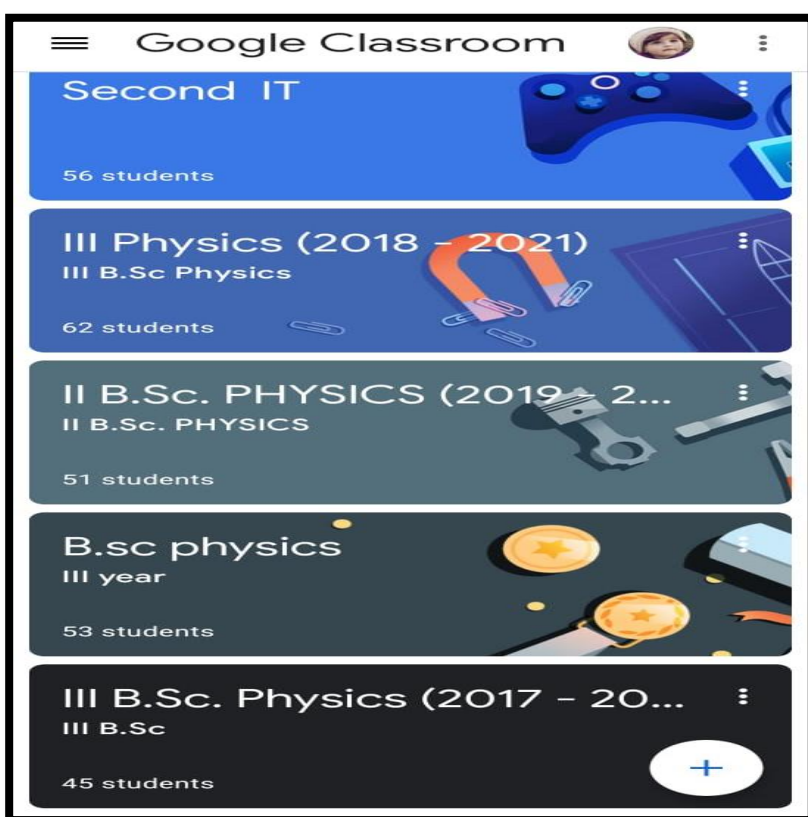 Google Classroom
Second IT
56 students
III Physics (2018 - 2021)
III B.Sc Physics
62 students
II B.Sc. PHYSICS (2019 - 2...
II B.Sc. PHYSICS
51 students
B.sc physics
III year
53 students
III B.Sc. Physics (2017 - 20...
III B.Sc
45 students